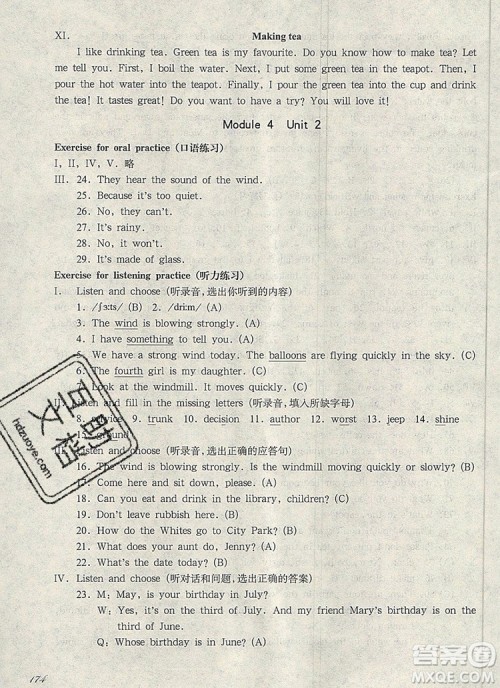 XI. Making tea
I like drinking tea. Green tea is my favourite. Do you know how to make tea? Let
me tell you. First, I boil the water. Next, I put some green tea in the teapot. Then, I
pour the hot water into the teapot. Finally, I pour the green tea into the cup and drink
tea! It tastes great! Do you want to have a try? You will love it!
Module 4 Unit 2
Exercise for oral practice (口语练习)
I, II, IV, V. 略
III. 24. They hear the sound of the wind.
25. Because it's too quiet.
26. No, they can't.
27. It's rainy.
28. No, it won't.
29. It's made of glass.
Exercise for listening practice (听力练习)
I. Listen and choose (听录音,选出你听到的内容)
1. /ʃɔ:ts/ (B) 2. /dri:m/ (A)
3. The wind is blowing strongly. (A)
4. I have something to tell you. (A)
5. We have a strong wind today. The balloons are flying quickly in the sky. (C)
6. The fourth girl is my daughter. (C)
7. Look at the windmill. (A)
II. Listen and fill in the missing letters (听录音,填入所缺字母)
8. advice 9. trunk 10. decision 11. author 12. worst 13. jeep 14. shine
15. ground
III. Listen and choose (听录音,选出正确的应答句)
16. The wind is blowing strongly. Is the windmill moving quickly or slowly? (B)
17. Come here and sit down, please! (A)
18. Can you eat and drink in the library, children? (B)
19. Don't leave rubbish here. (C)
20. How do the Whites go to City Park? (B)
21. What does your aunt do, Jenny? (A)
22. What's the date today? (B)
IV. Listen and choose (听对话和问题,选出正确的答案)
23. M: May, is your birthday in July?
W: Yes, it's on the third of July. And my friend Mary's birthday is on the
third of June.
Q: Whose birthday is in June? (A)
174
hdzuoye.com
答案圈
MXQE.COM